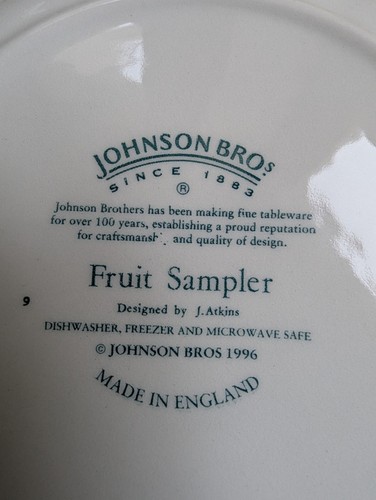 JOHNSON BROS
SINCE 1883
®
Johnson Brothers has been making fine tableware
for over 100 years, establishing a proud reputation
for and quality of design.
Fruit Sampler
9
Designed by J. Atkins
DISHWASHER, FREEZER AND MICROWAVE SAFE
© JOHNSON BROS 1996
MADE IN ENGLAND